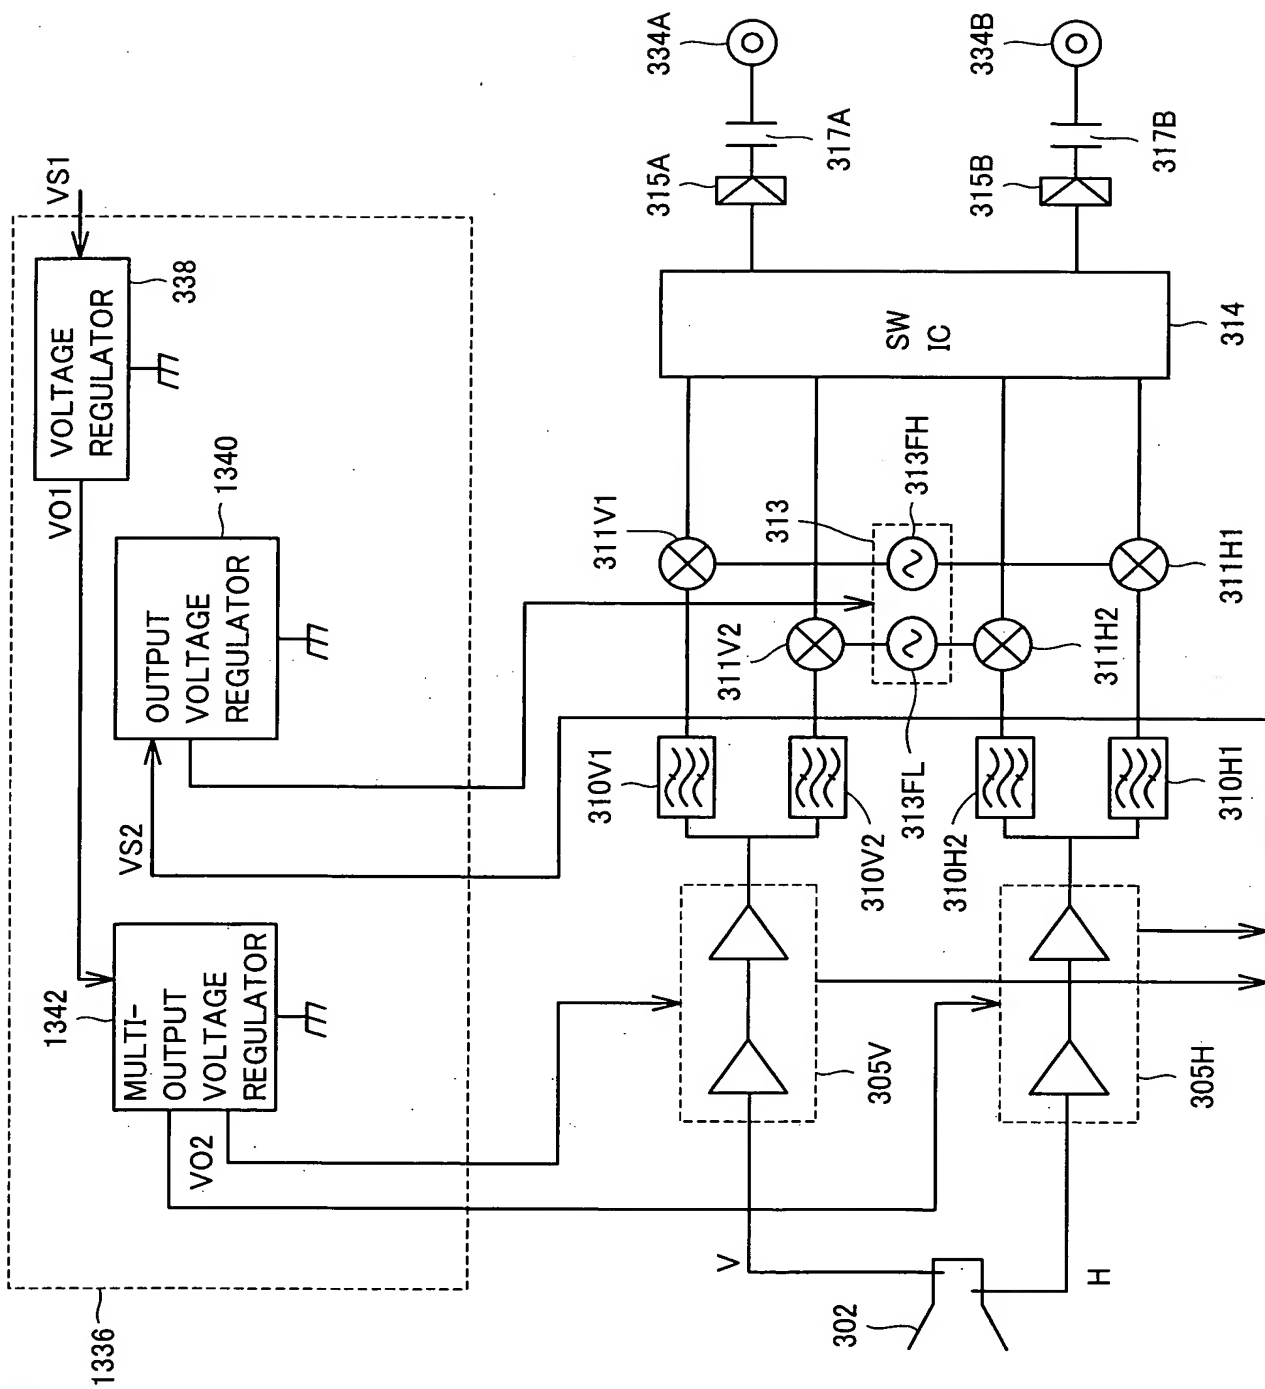 1336
VS1
VOLTAGE
REGULATOR
338
VO1
OUTPUT
VOLTAGE
REGULATOR
1340
VS2
1342
MULTI-
OUTPUT
VOLTAGE
REGULATOR
VO2
302
V
H
305V
305H
310V1
310V2
310H2
310H1
311V1
311V2
313
313FH
313FL
311H2
311H1
SW
IC
314
315A
317A
334A
315B
317B
334B